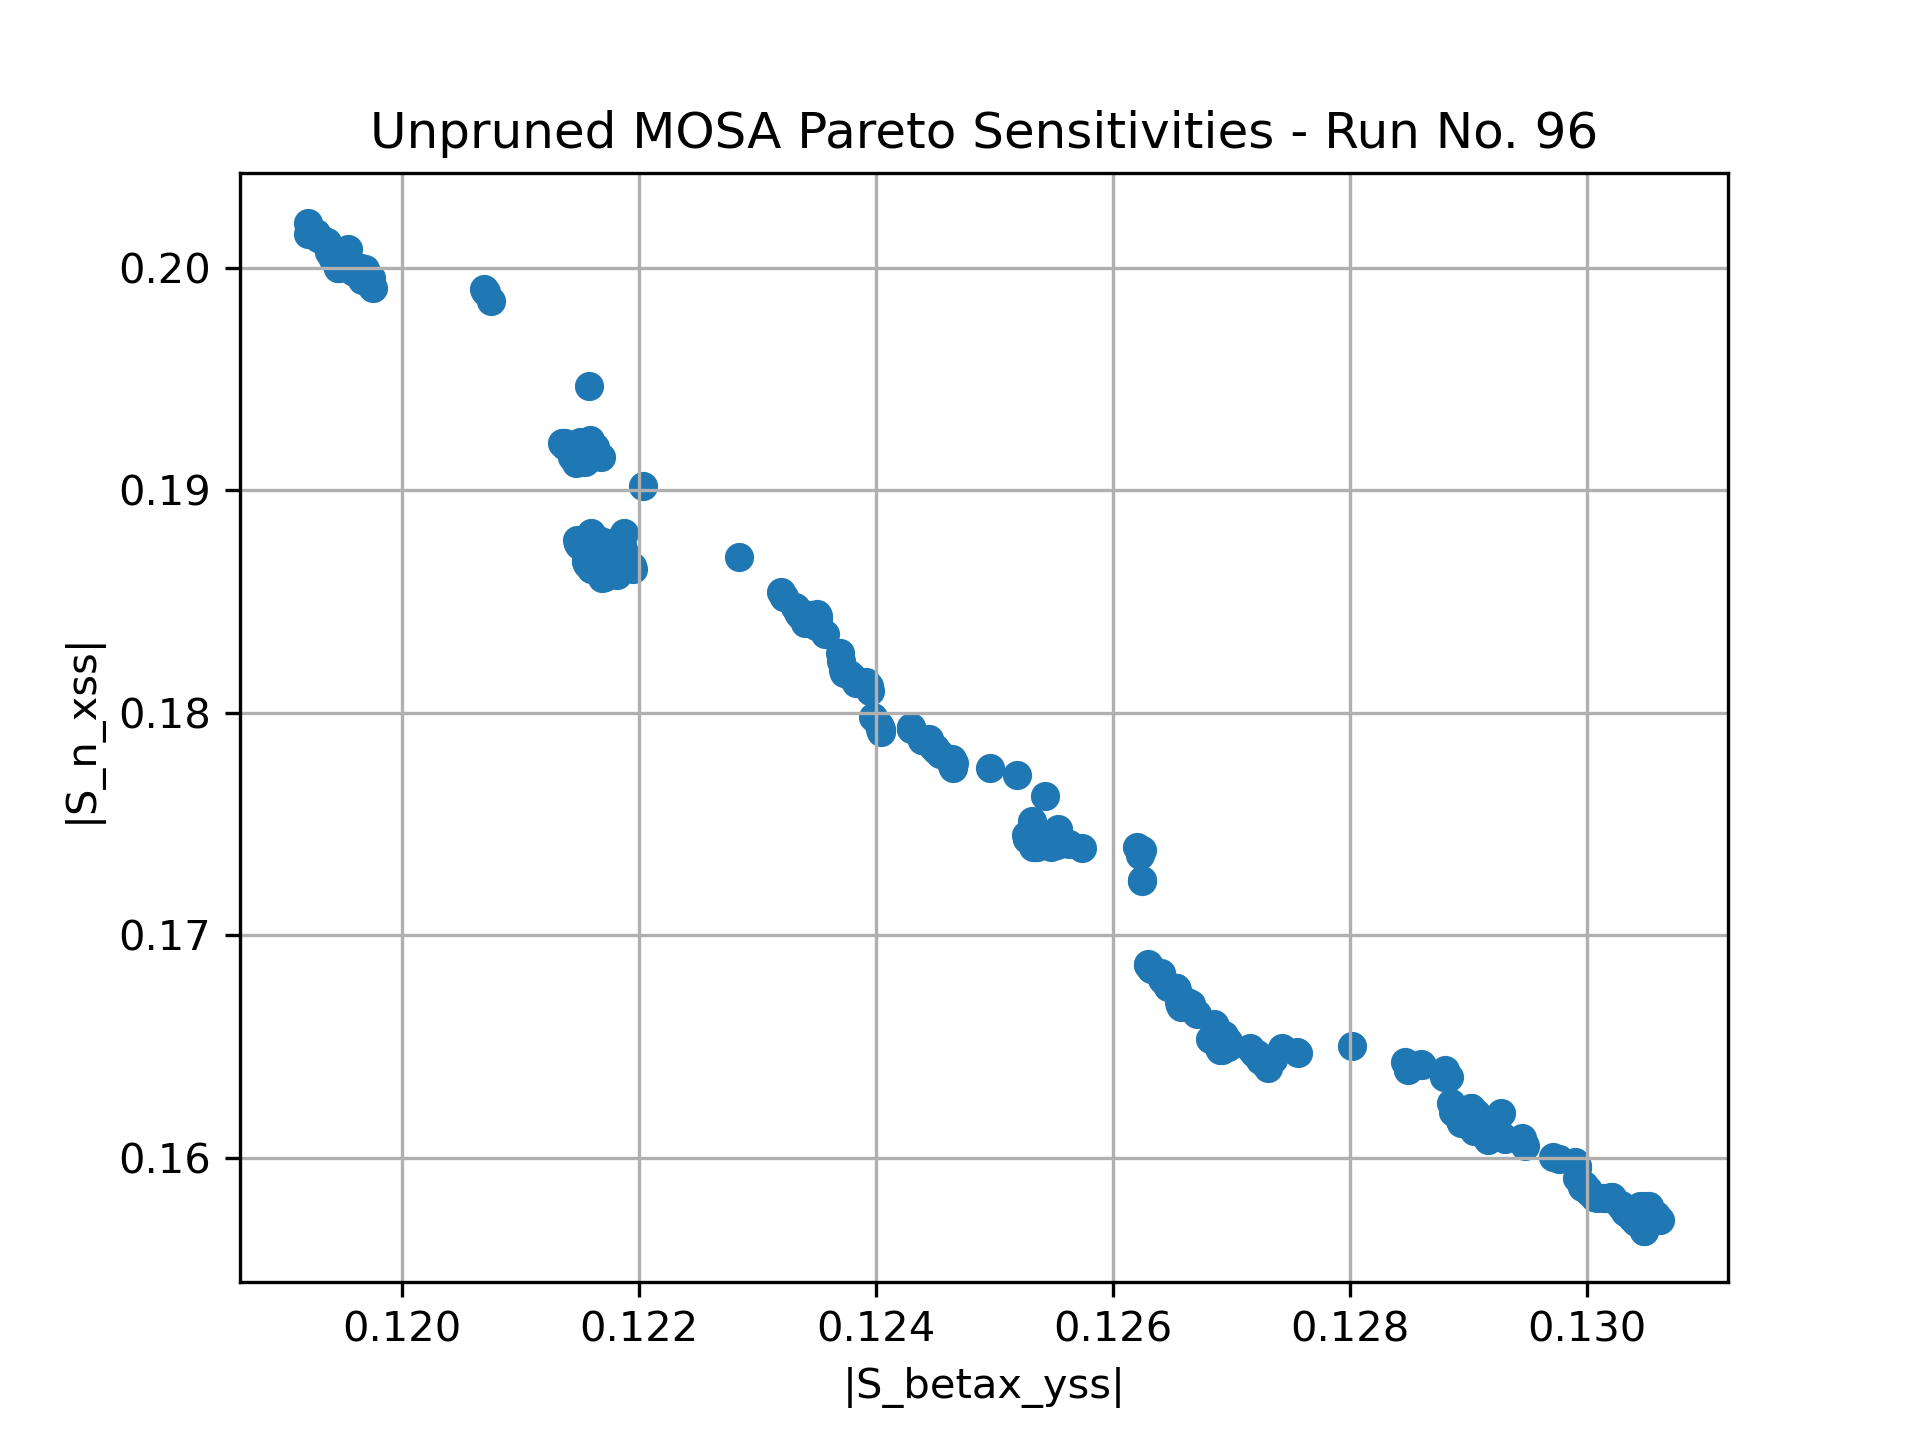 Unpruned MOSA Pareto Sensitivities - Run No. 96
|S_n_xss|
0.20
0.19
0.18
0.17
0.16
0.120 0.122 0.124 0.126 0.128 0.130
|S_betax_yss|